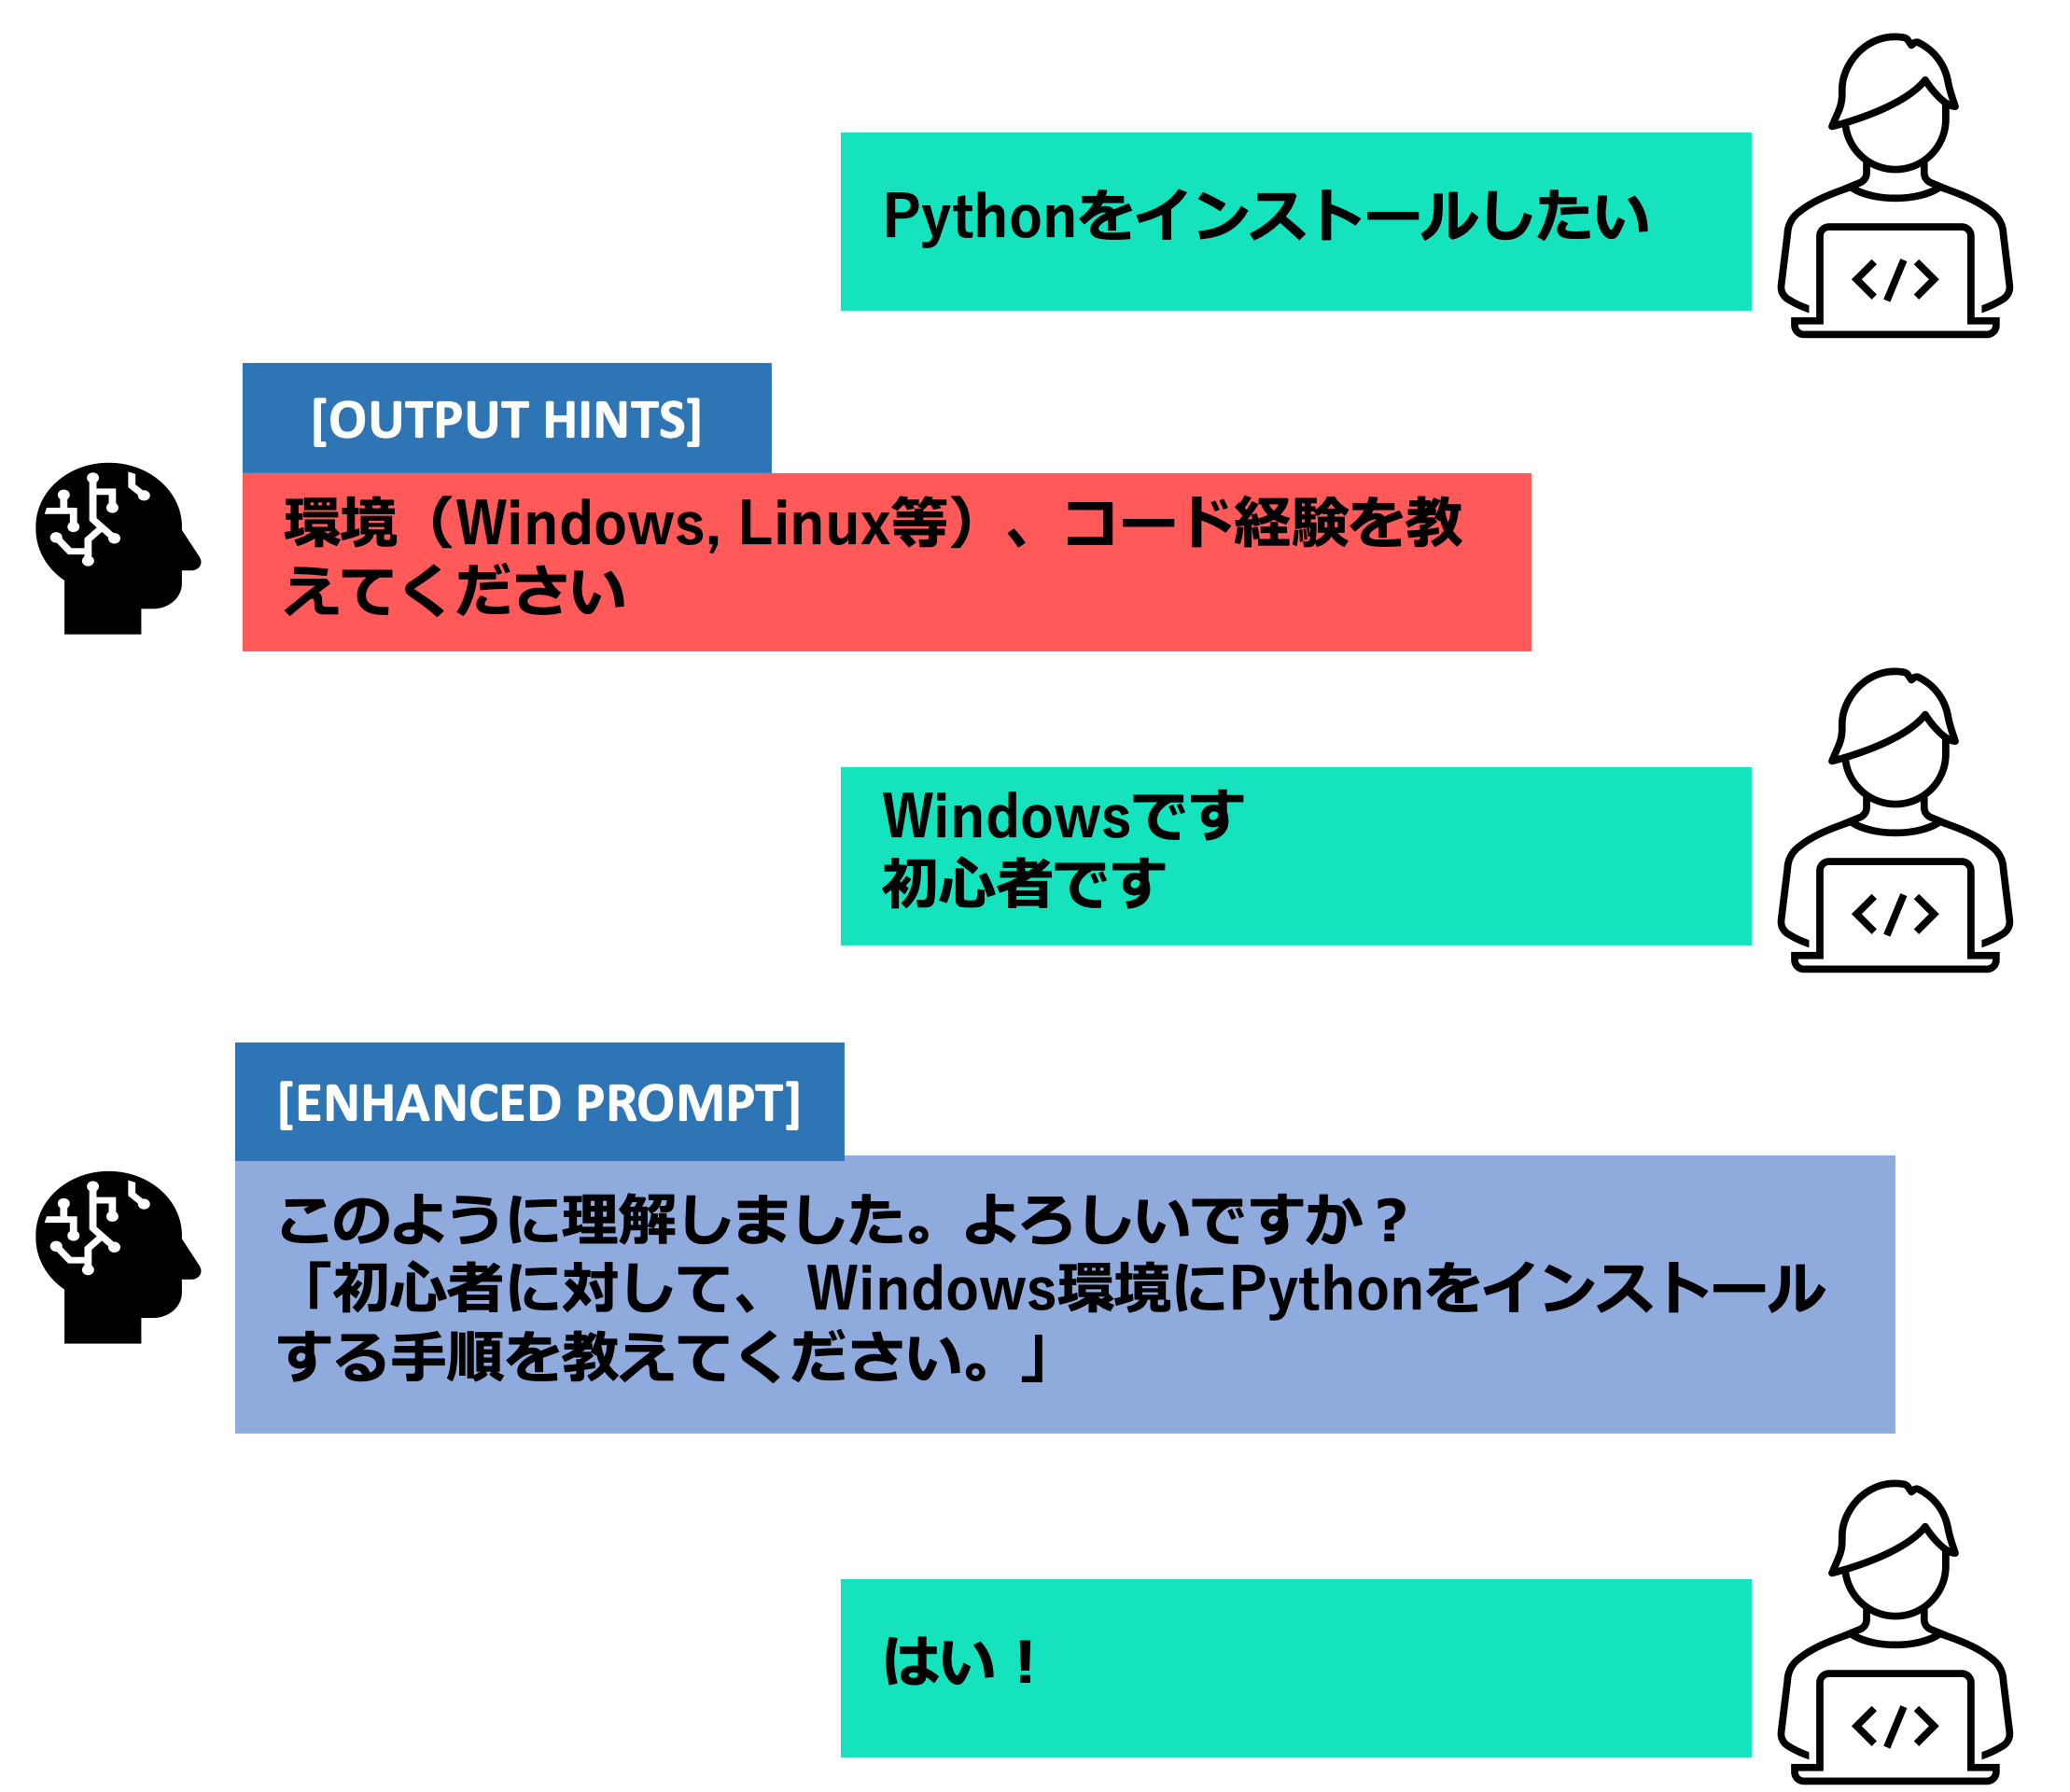 Pythonをインストールしたい
[OUTPUT HINTS]
環境（Windows, Linux等）、コード経験を教
えてください
Windowsです
初心者です
[ENHANCED PROMPT]
このように理解しました。よろしいですか？
「初心者に対して、 Windows環境にPythonをインストール
する手順を教えてください。」
はい！